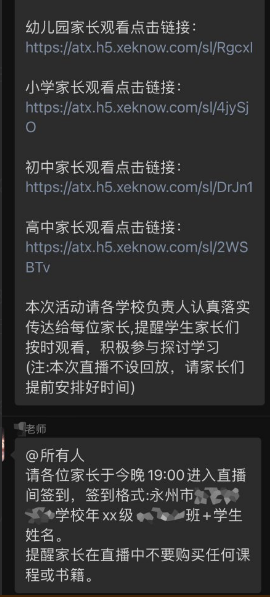 幼儿园家长观看点击链接：
https://atx.h5.xeknow.com/sl/Rgcxl
小学家长观看点击链接：
https://atx.h5.xeknow.com/sl/4jySj
O
初中家长观看点击链接：
https://atx.h5.xeknow.com/sl/DrJn1
高中家长观看点击链接：
https://atx.h5.xeknow.com/sl/2WS
BTv
本次活动请各学校负责人认真落实
传达给每位家长,提醒学生家长们
按时观看，积极参与探讨学习
(注:本次直播不设回放，请家长们
提前安排好时间)
老师
@所有人
请各位家长于今晚19:00进入直播
间签到，签到格式:永州市
学校年xx级 班+学生
姓名。
提醒家长在直播中不要购买任何课
程或书籍。